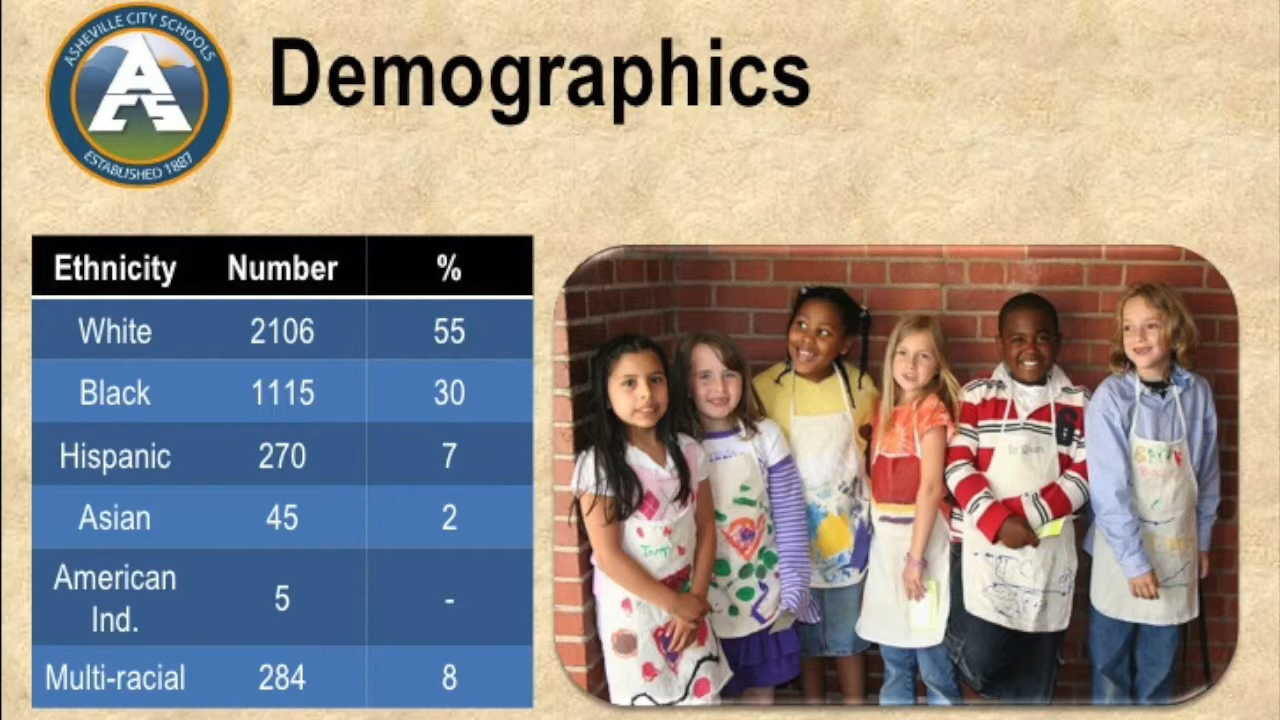 ASHEVILLE CITY SCHOOLS
ACS
ESTABLISHED 1887
Demographics
Ethnicity Number %
White 2106 55
Black 1115 30
Hispanic 270 7
Asian 45 2
American
Ind. 5 -
Multi-racial 284 8